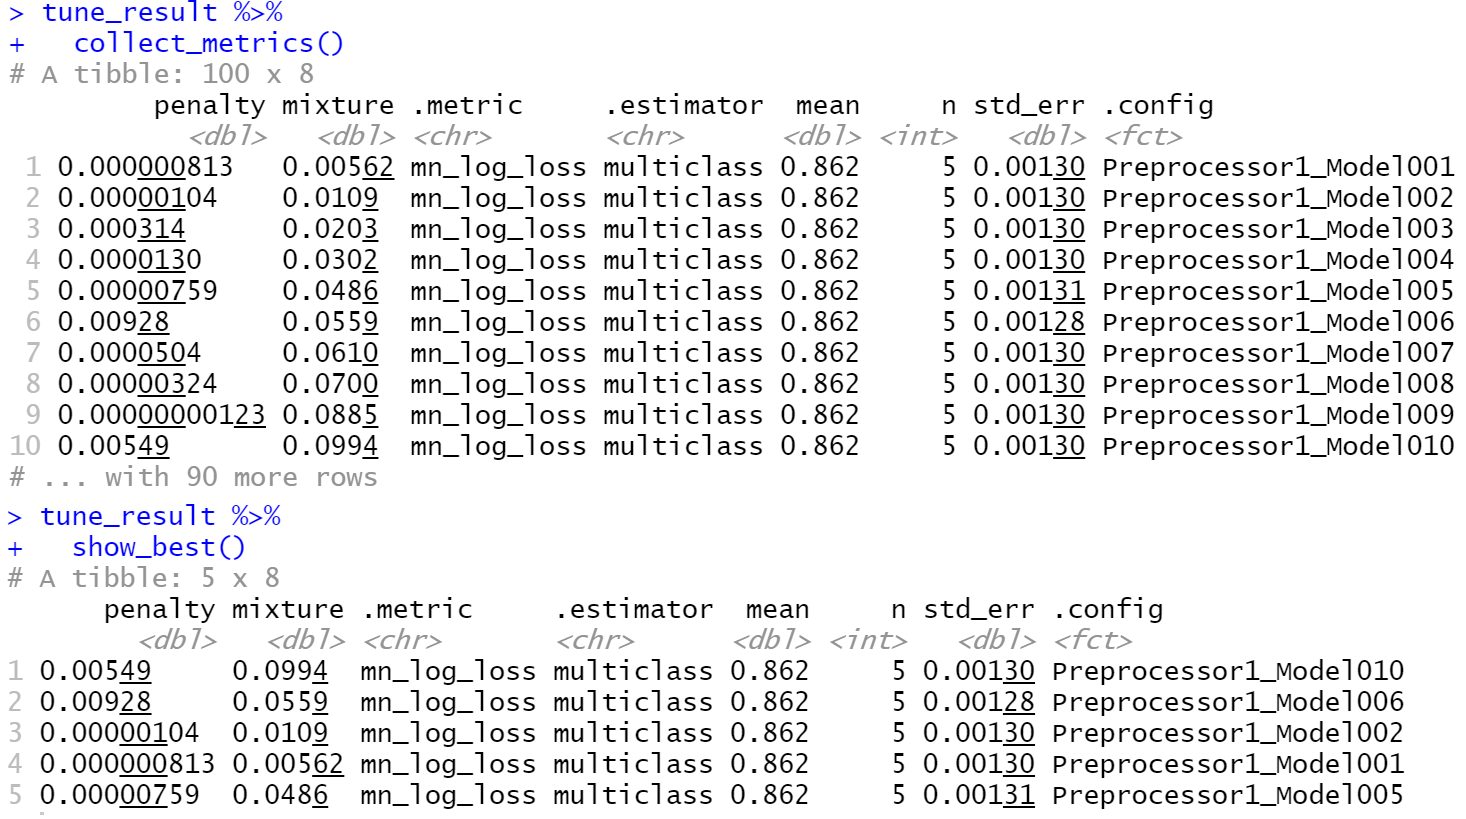 > tune_result %>%
+   collect_metrics()
# A tibble: 100 x 8
penalty mixture .metric .estimator mean n std_err .config
<dbl> <dbl> <chr> <chr> <dbl> <int> <dbl> <fct>
1 0.000000813 0.00562 mn_log_loss multiclass 0.862 5 0.00130 Preprocessor1_Model001
2 0.00000104 0.0109 mn_log_loss multiclass 0.862 5 0.00130 Preprocessor1_Model002
3 0.000314 0.0203 mn_log_loss multiclass 0.862 5 0.00130 Preprocessor1_Model003
4 0.0000130 0.0302 mn_log_loss multiclass 0.862 5 0.00130 Preprocessor1_Model004
5 0.00000759 0.0486 mn_log_loss multiclass 0.862 5 0.00131 Preprocessor1_Model005
6 0.00928 0.0559 mn_log_loss multiclass 0.862 5 0.00128 Preprocessor1_Model006
7 0.0000504 0.0610 mn_log_loss multiclass 0.862 5 0.00130 Preprocessor1_Model007
8 0.00000324 0.0700 mn_log_loss multiclass 0.862 5 0.00130 Preprocessor1_Model008
9 0.00000000123 0.0885 mn_log_loss multiclass 0.862 5 0.00130 Preprocessor1_Model009
10 0.00549 0.0994 mn_log_loss multiclass 0.862 5 0.00130 Preprocessor1_Model010
# ... with 90 more rows
> tune_result %>%
+   show_best()
# A tibble: 5 x 8
penalty mixture .metric .estimator mean n std_err .config
<dbl> <dbl> <chr> <chr> <dbl> <int> <dbl> <fct>
1 0.00549 0.0994 mn_log_loss multiclass 0.862 5 0.00130 Preprocessor1_Model010
2 0.00928 0.0559 mn_log_loss multiclass 0.862 5 0.00128 Preprocessor1_Model006
3 0.00000104 0.0109 mn_log_loss multiclass 0.862 5 0.00130 Preprocessor1_Model002
4 0.000000813 0.00562 mn_log_loss multiclass 0.862 5 0.00130 Preprocessor1_Model001
5 0.00000759 0.0486 mn_log_loss multiclass 0.862 5 0.00131 Preprocessor1_Model005